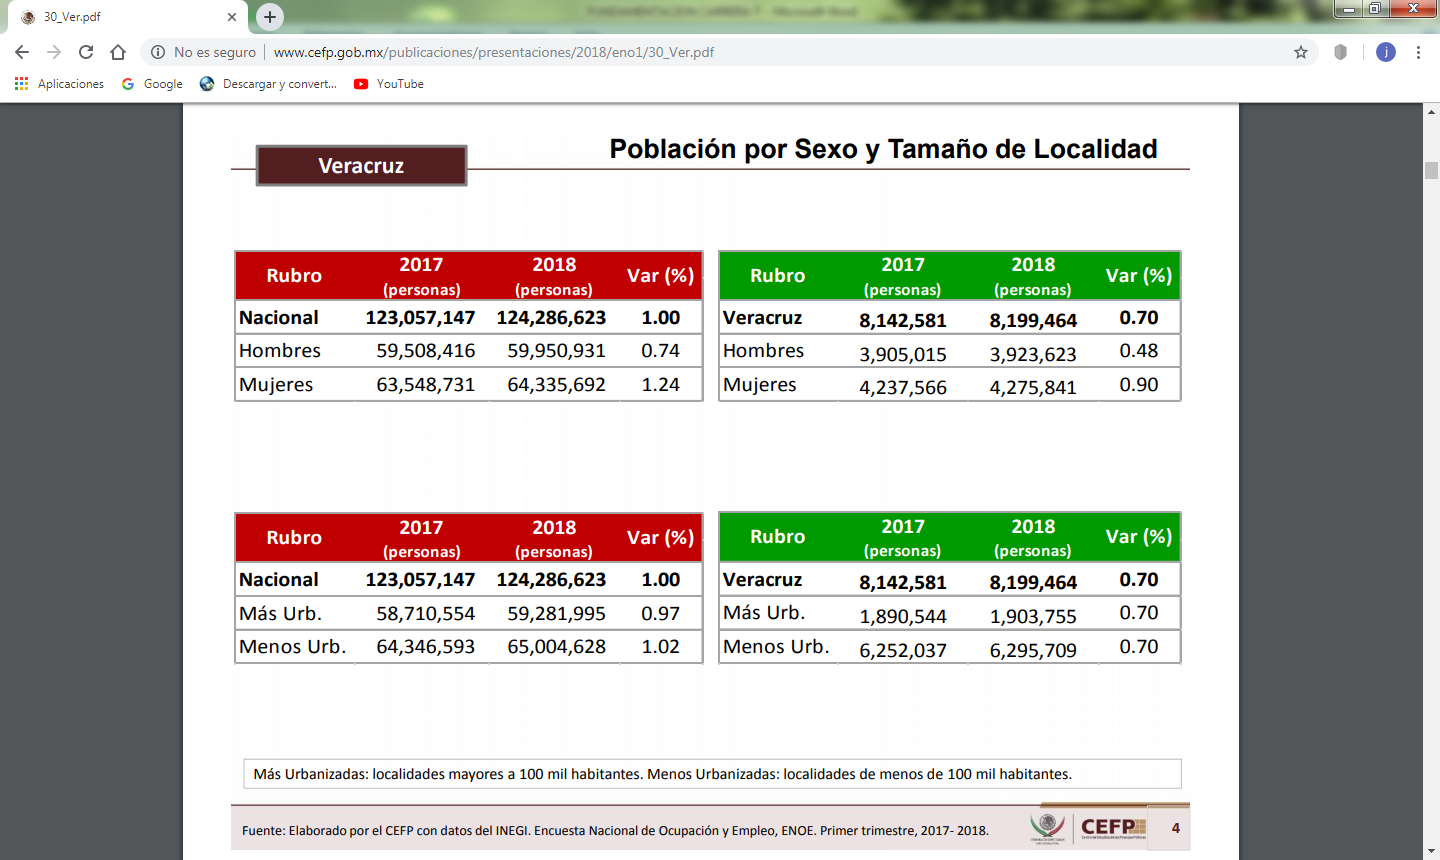 30_Ver.pdf
No es seguro www.cefp.gob.mx/publicaciones/presentaciones/2018/eno1/30_Ver.pdf
j
Aplicaciones Google Descargar y convert... YouTube
Población por Sexo y Tamaño de Localidad
Veracruz
Rubro 2017 (personas) 2018 (personas) Var (%)
Nacional 123,057,147 124,286,623 1.00
Hombres 59,508,416 59,950,931 0.74
Mujeres 63,548,731 64,335,692 1.24
Rubro 2017 (personas) 2018 (personas) Var (%)
Veracruz 8,142,581 8,199,464 0.70
Hombres 3,905,015 3,923,623 0.48
Mujeres 4,237,566 4,275,841 0.90
Rubro 2017 (personas) 2018 (personas) Var (%)
Nacional 123,057,147 124,286,623 1.00
Más Urb. 58,710,554 59,281,995 0.97
Menos Urb. 64,346,593 65,004,628 1.02
Rubro 2017 (personas) 2018 (personas) Var (%)
Veracruz 8,142,581 8,199,464 0.70
Más Urb. 1,890,544 1,903,755 0.70
Menos Urb. 6,252,037 6,295,709 0.70
Más Urbanizadas: localidades mayores a 100 mil habitantes. Menos Urbanizadas: localidades de menos de 100 mil habitantes.
Fuente: Elaborado por el CEFP con datos del INEGI. Encuesta Nacional de Ocupación y Empleo, ENOE. Primer trimestre, 2017- 2018.
CEFP
4